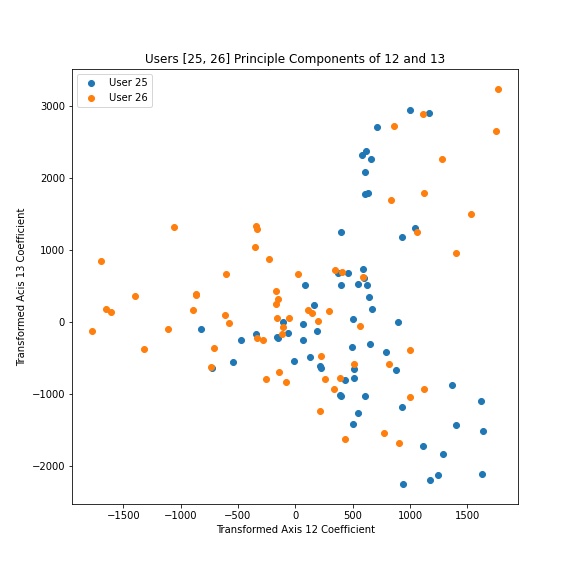 Users [25, 26] Principle Components of 12 and 13
User 25
User 26
3000
2000
1000
0
−1000
−2000
Transformed Acis 13 Coefficient
−1500
−1000
−500
0
500
1000
1500
Transformed Axis 12 Coefficient